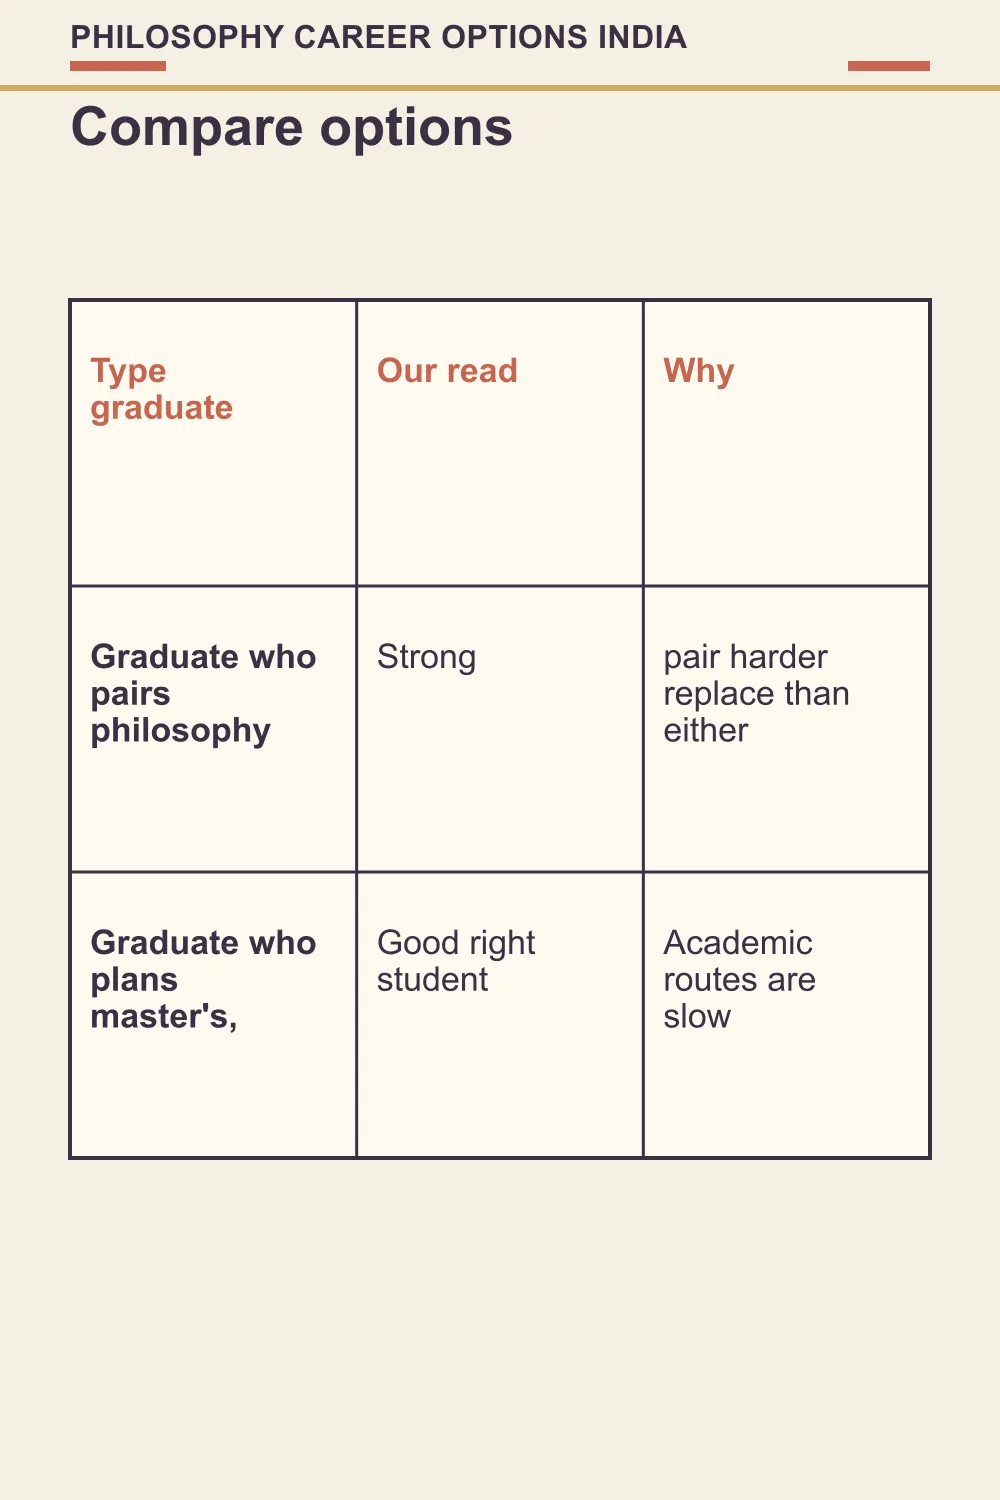 PHILOSOPHY CAREER OPTIONS INDIA
Compare options
Type
graduate
Our read
Why
Graduate who
pairs
philosophy
Strong
pair harder
replace than
either
Graduate who
plans
master's,
Good right
student
Academic
routes are
slow